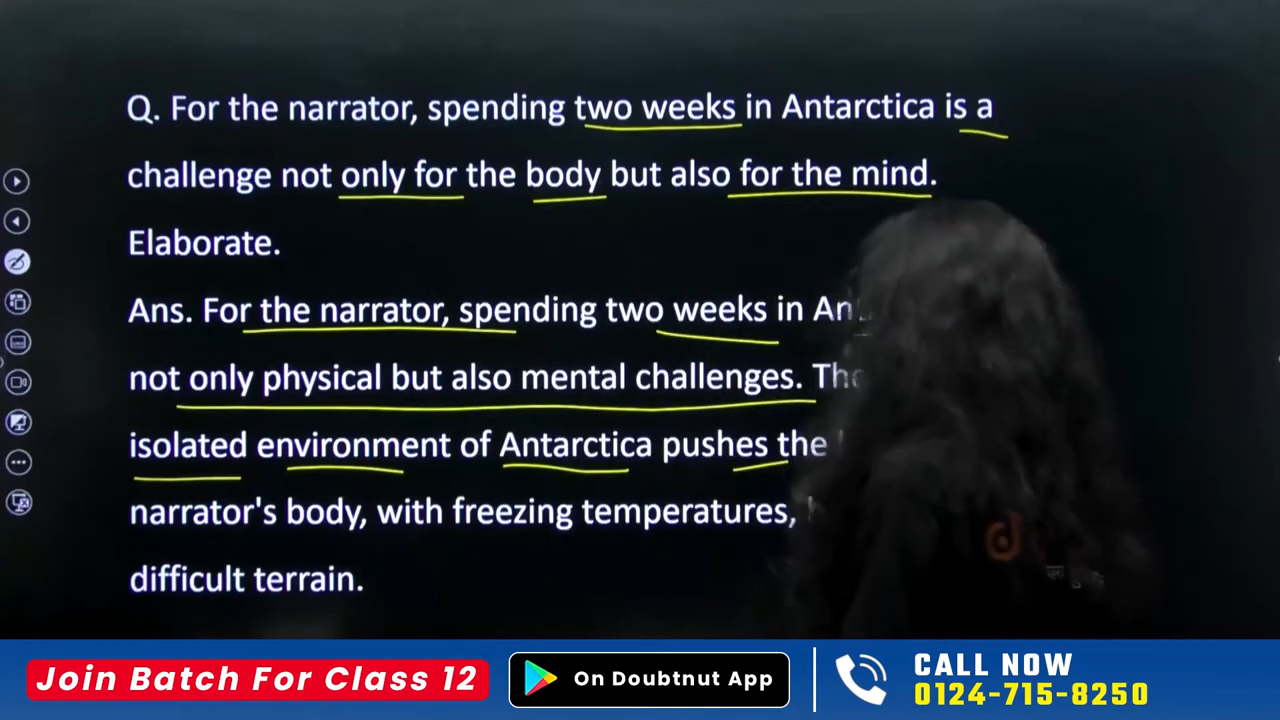 Q. For the narrator, spending two weeks in Antarctica is a
challenge not only for the body but also for the mind.
Elaborate.
Ans. For the narrator, spending two weeks in
not only physical but also mental challenges.
isolated environment of Antarctica pushes the
narrator's body, with freezing temperatures,
difficult terrain.
Join Batch For Class 12
On Doubtnut App
CALL NOW
0124-715-8250